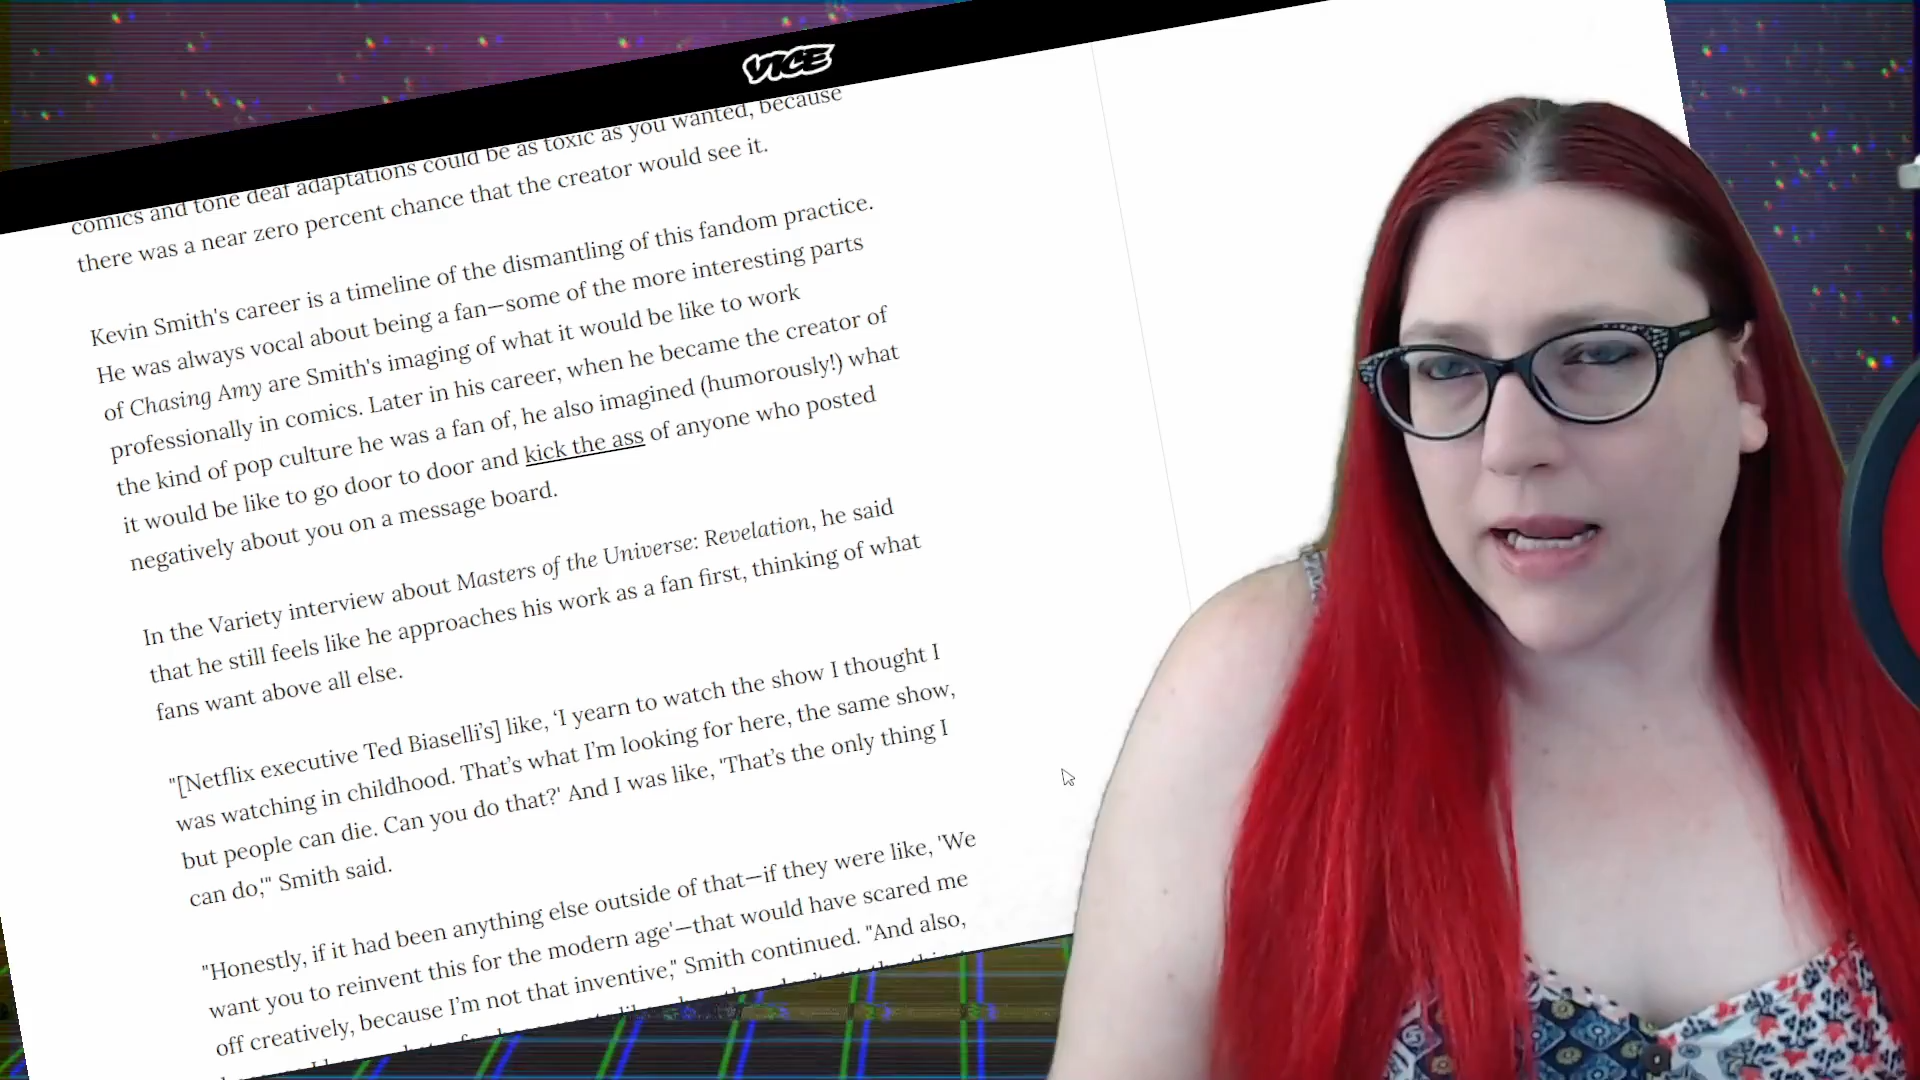 VICE
comics and tone deaf adaptations could be as toxic as you wanted, because
there was a near zero percent chance that the creator would see it.
Kevin Smith's career is a timeline of the dismantling of this fandom practice.
He was always vocal about being a fan—some of the more interesting parts
of Chasing Amy are Smith's imaging of what it would be like to work
professionally in comics. Later in his career, when he became the creator of
the kind of pop culture he was a fan of, he also imagined (humorously!) what
it would be like to go door to door and kick the ass of anyone who posted
negatively about you on a message board.
In the Variety interview about Masters of the Universe: Revelation, he said
that he still feels like he approaches his work as a fan first, thinking of what
fans want above all else.
"[Netflix executive Ted Biaselli's] like, 'I yearn to watch the show I thought I
was watching in childhood. That's what I'm looking for here, the same show,
but people can die. Can you do that?' And I was like, 'That's the only thing I
can do,'" Smith said.
"Honestly, if it had been anything else outside of that—if they were like, 'We
want you to reinvent this for the modern age'—that would have scared me
off creatively, because I'm not that inventive," Smith continued. "And also,